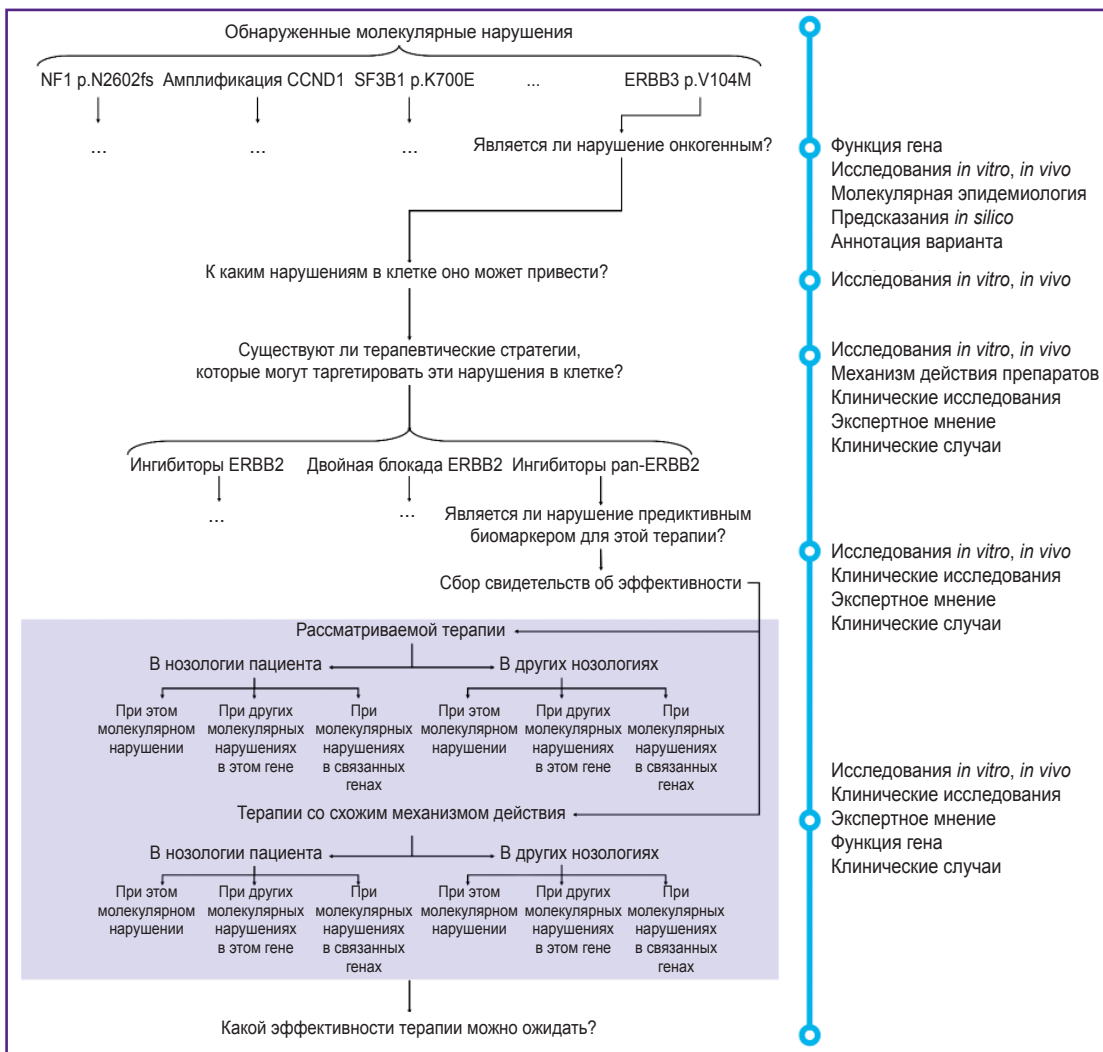 Обнаруженные молекулярные нарушения
NF1 p.N2602fs Амплификация CCND1 SF3B1 p.K700E ... ERBB3 p.V104M
... ... ... Является ли нарушение онкогенным?
К каким нарушениям в клетке оно может привести?
Существуют ли терапевтические стратегии,
которые могут таргетировать эти нарушения в клетке?
Ингибиторы ERBB2 Двойная блокада ERBB2 Ингибиторы pan-ERBB2
... ... Является ли нарушение предиктивным
биомаркером для этой терапии?
Сбор свидетельств об эффективности
Рассматриваемой терапии
В нозологии пациента В других нозологиях
При этом При других При При этом При других При
молекулярном молекулярных молекулярных молекулярном молекулярных молекулярных
нарушении нарушениях нарушениях нарушении нарушениях нарушениях
в этом гене в связанных в этом гене в связанных
генах генах
Терапии со схожим механизмом действия
В нозологии пациента В других нозологиях
При этом При других При При этом При других При
молекулярном молекулярных молекулярных молекулярном молекулярных молекулярных
нарушении нарушениях нарушениях нарушении нарушениях нарушениях
в этом гене в связанных в этом гене в связанных
генах генах
Какой эффективности терапии можно ожидать?
Функция гена
Исследования in vitro, in vivo
Молекулярная эпидемиология
Предсказания in silico
Аннотация варианта
Исследования in vitro, in vivo
Исследования in vitro, in vivo
Механизм действия препаратов
Клинические исследования
Экспертное мнение
Клинические случаи
Исследования in vitro, in vivo
Клинические исследования
Экспертное мнение
Клинические случаи
Исследования in vitro, in vivo
Клинические исследования
Экспертное мнение
Функция гена
Клинические случаи